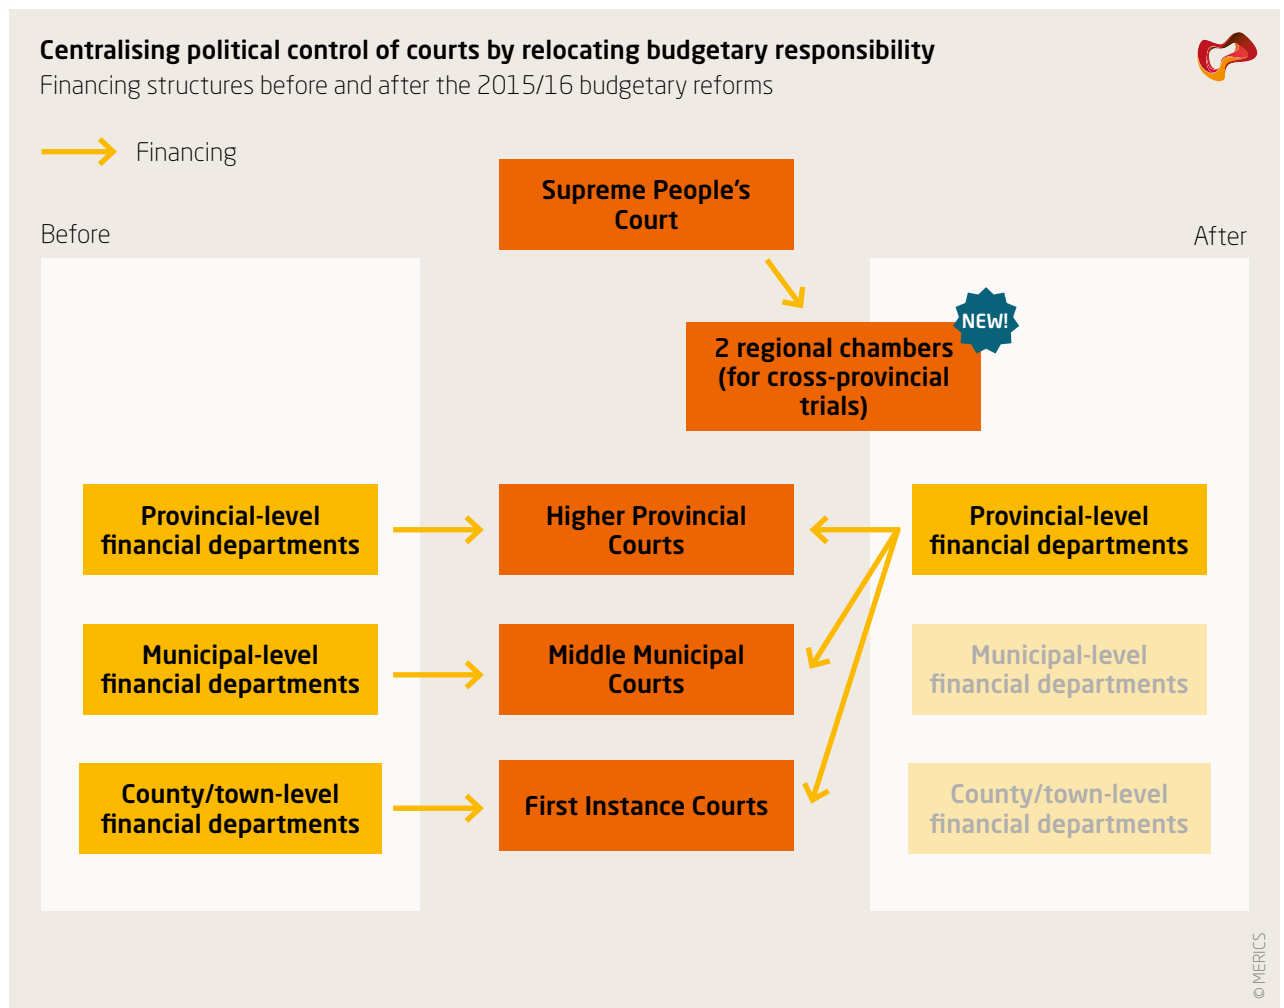 Centralising political control of courts by relocating budgetary responsibility
Financing structures before and after the 2015/16 budgetary reforms
Financing
Supreme People's
Court
Before
After
NEW!
2 regional chambers
(for cross-provincial
trials)
Provincial-level
financial departments
Higher Provincial
Courts
Provincial-level
financial departments
Municipal-level
financial departments
Middle Municipal
Courts
Municipal-level
financial departments
County/town-level
financial departments
First Instance Courts
County/town-level
financial departments
© MERICS